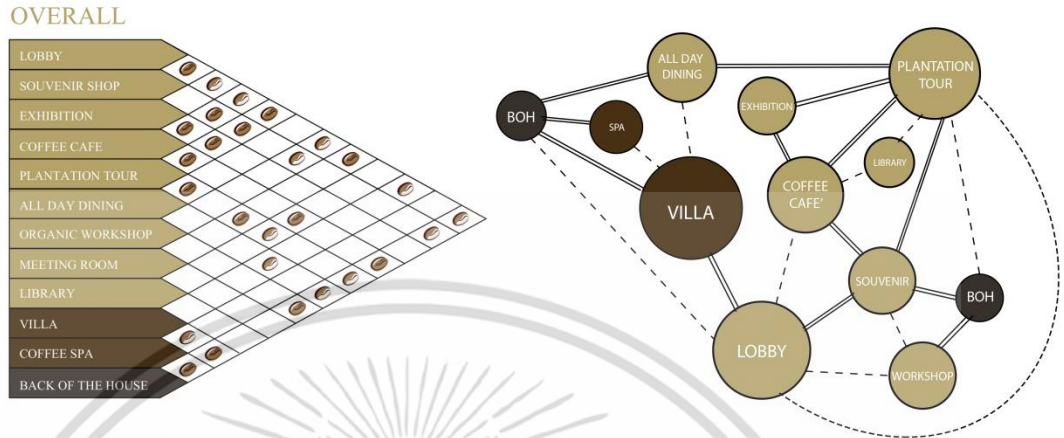 OVERALL
LOBBY
SOUVENIR SHOP
EXHIBITION
COFFEE CAFE
PLANTATION TOUR
ALL DAY DINING
ORGANIC WORKSHOP
MEETING ROOM
LIBRARY
VILLA
COFFEE SPA
BACK OF THE HOUSE
ALL DAY
DINING
PLANTATION
TOUR
EXHIBITION
BOH
SPA
LIBRARY
COFFEE
CAFE'
VILLA
SOUVENIR
BOH
LOBBY
WORKSHOP